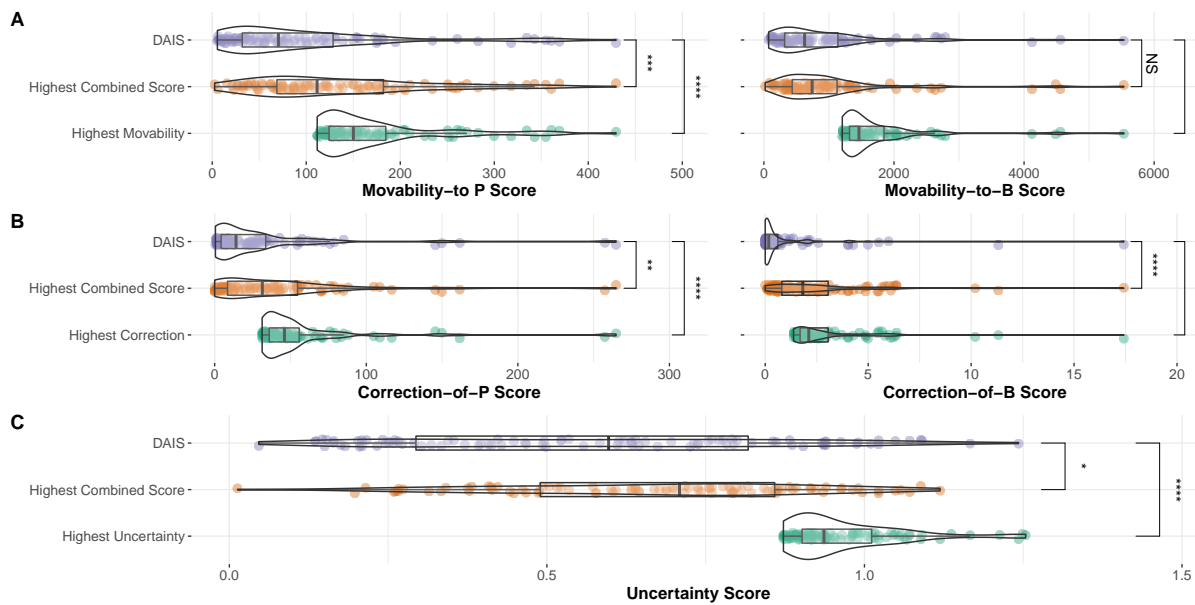 A
DAIS
Highest Combined Score
Highest Movability
***
****
NS
0 100 200 300 400 500
0 2000 4000 6000
Movability-to P Score
Movability-to-B Score
B
DAIS
Highest Combined Score
Highest Correction
**
****
****
0 100 200 300
0 5 10 15 20
Correction-of-P Score
Correction-of-B Score
C
DAIS
Highest Combined Score
Highest Uncertainty
*
****
0.0 0.5 1.0 1.5
Uncertainty Score